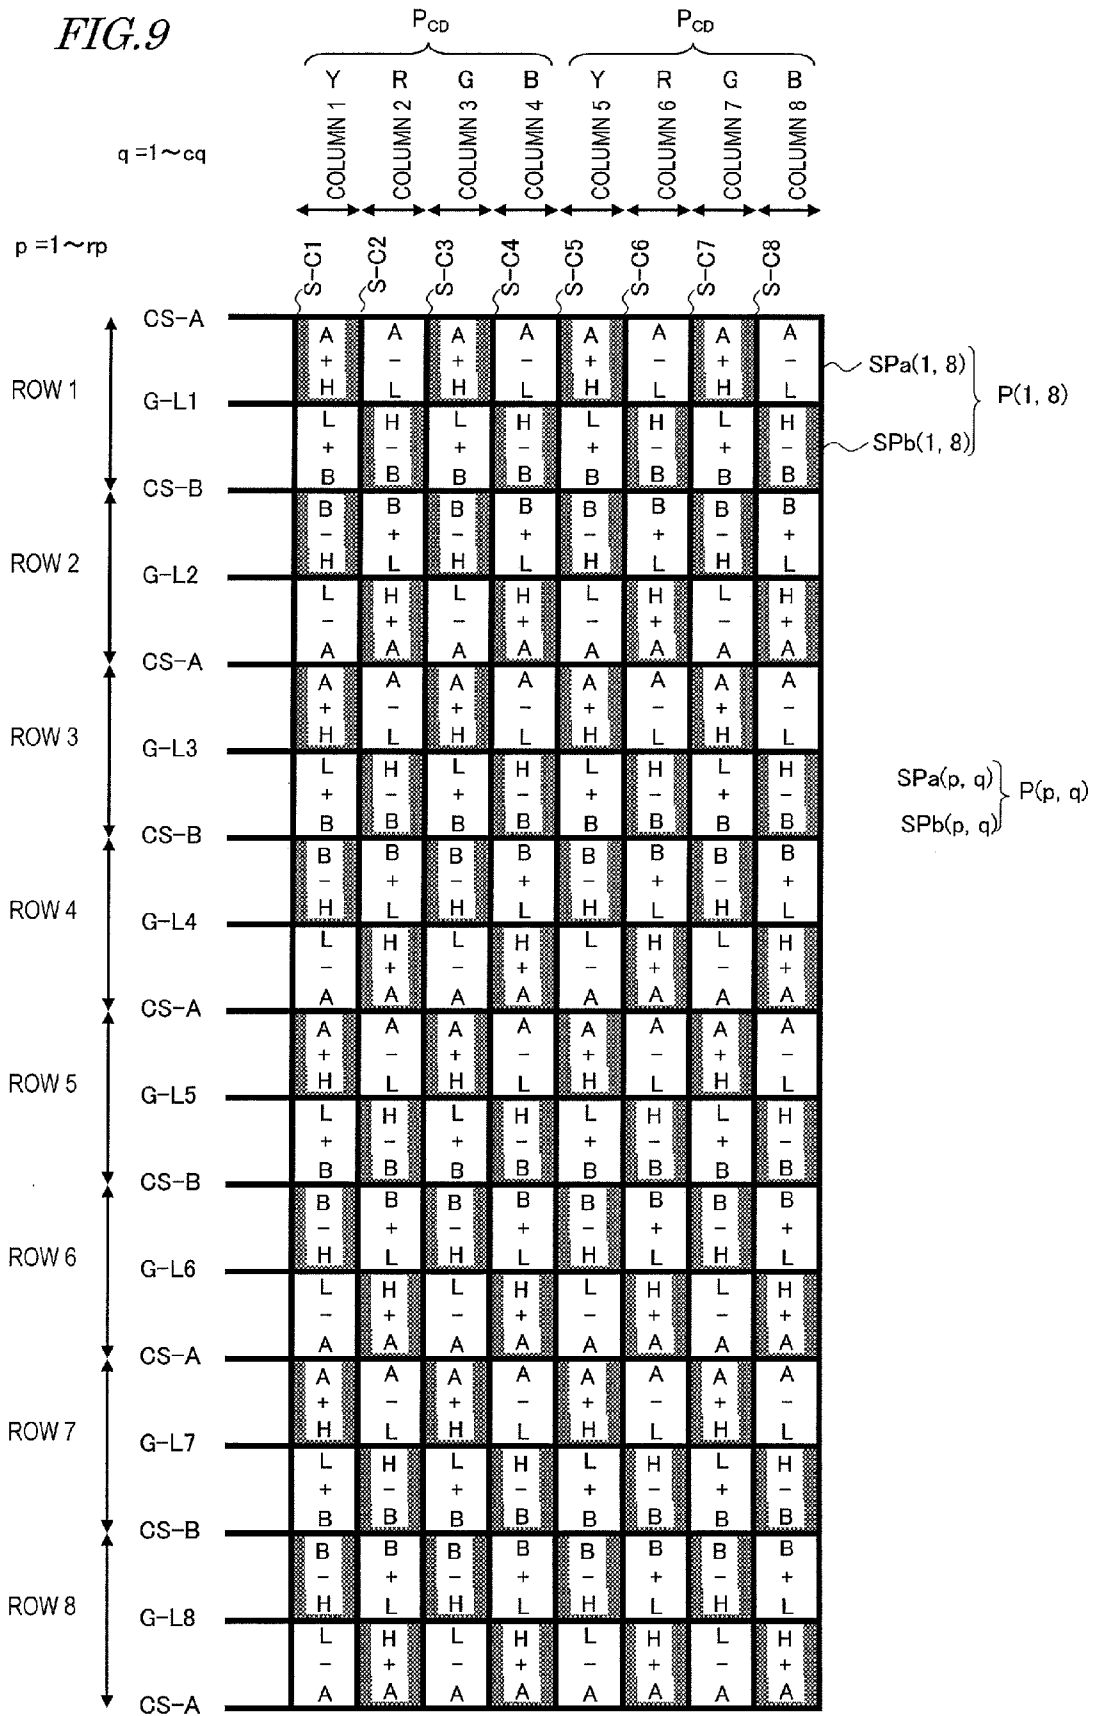 FIG.9
PCD PCD
Y R G B Y R G B
q =1~cq
COLUMN 1 COLUMN 2 COLUMN 3 COLUMN 4 COLUMN 5 COLUMN 6 COLUMN 7 COLUMN 8
p =1~rp
S-C1 S-C2 S-C3 S-C4 S-C5 S-C6 S-C7 S-C8
CS-A
A A A A A A A A
+ − + − + − + −
H L H L H L H L
SPa(1, 8)
ROW 1
P(1, 8)
G-L1
L H L H L H L H
+ − + − + − + −
B B B B B B B B
SPb(1, 8)
CS-B
B B B B B B B B
− + − + − + − +
H L H L H L H L
ROW 2
G-L2
L H L H L H L H
− + − + − + − +
A A A A A A A A
CS-A
A A A A A A A A
+ − + − + − + −
H L H L H L H L
ROW 3
G-L3
L H L H L H L H
+ − + − + − + −
B B B B B B B B
SPa(p, q)
P(p, q)
SPb(p, q)
CS-B
B B B B B B B B
− + − + − + − +
H L H L H L H L
ROW 4
G-L4
L H L H L H L H
− + − + − + − +
A A A A A A A A
CS-A
A A A A A A A A
+ − + − + − + −
H L H L H L H L
ROW 5
G-L5
L H L H L H L H
+ − + − + − + −
B B B B B B B B
CS-B
B B B B B B B B
− + − + − + − +
H L H L H L H L
ROW 6
G-L6
L H L H L H L H
− + − + − + − +
A A A A A A A A
CS-A
A A A A A A A A
+ − + − + − + −
H L H L H L H L
ROW 7
G-L7
L H L H L H L H
+ − + − + − + −
B B B B B B B B
CS-B
B B B B B B B B
− + − + − + − +
H L H L H L H L
ROW 8
G-L8
L H L H L H L H
− + − + − + − +
A A A A A A A A
CS-A